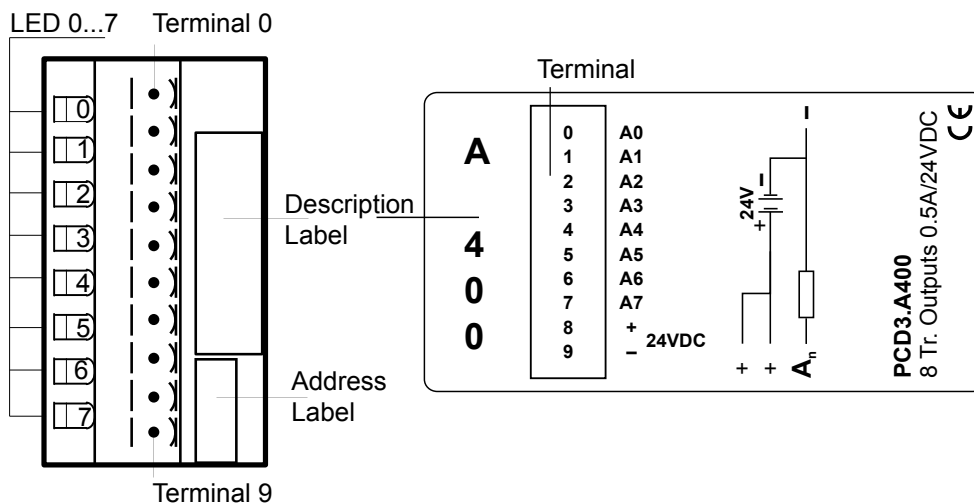 LED 0...7
Terminal 0
0
1
2
3
4
5
6
7
Terminal 9
Description
Label
Address
Label
Terminal
A
4
0
0
0 A0
1 A1
2 A2
3 A3
4 A4
5 A5
6 A6
7 A7
8 +
9 –
24VDC
–
24V
– +
+ + An
PCD3.A400
8 Tr. Outputs 0.5A/24VDC
CE